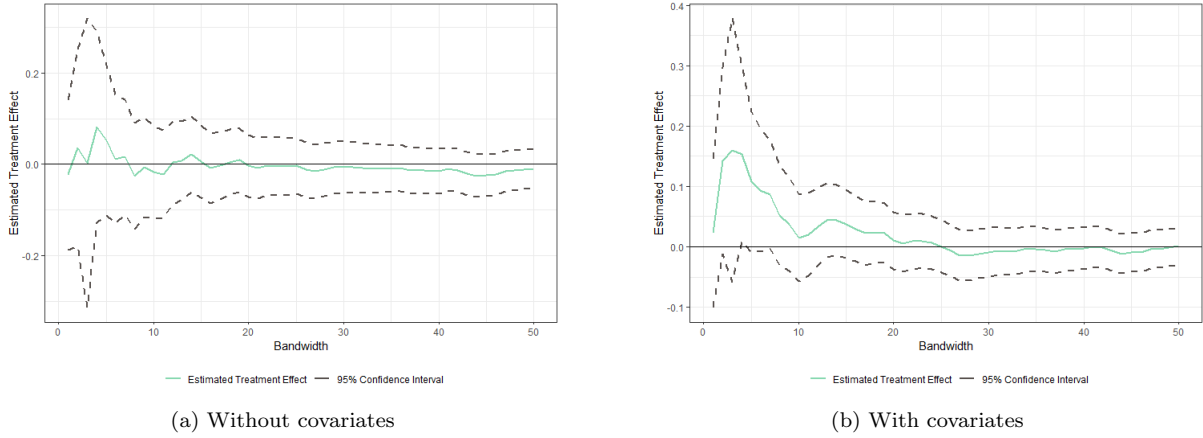 0.2
0.0
-0.2
Estimated Treatment Effect
0 10 20 30 40 50
Bandwidth
Estimated Treatment Effect 95% Confidence Interval
(a) Without covariates
0.4
0.3
0.2
0.1
0.0
-0.1
Estimated Treatment Effect
0 10 20 30 40 50
Bandwidth
Estimated Treatment Effect 95% Confidence Interval
(b) With covariates